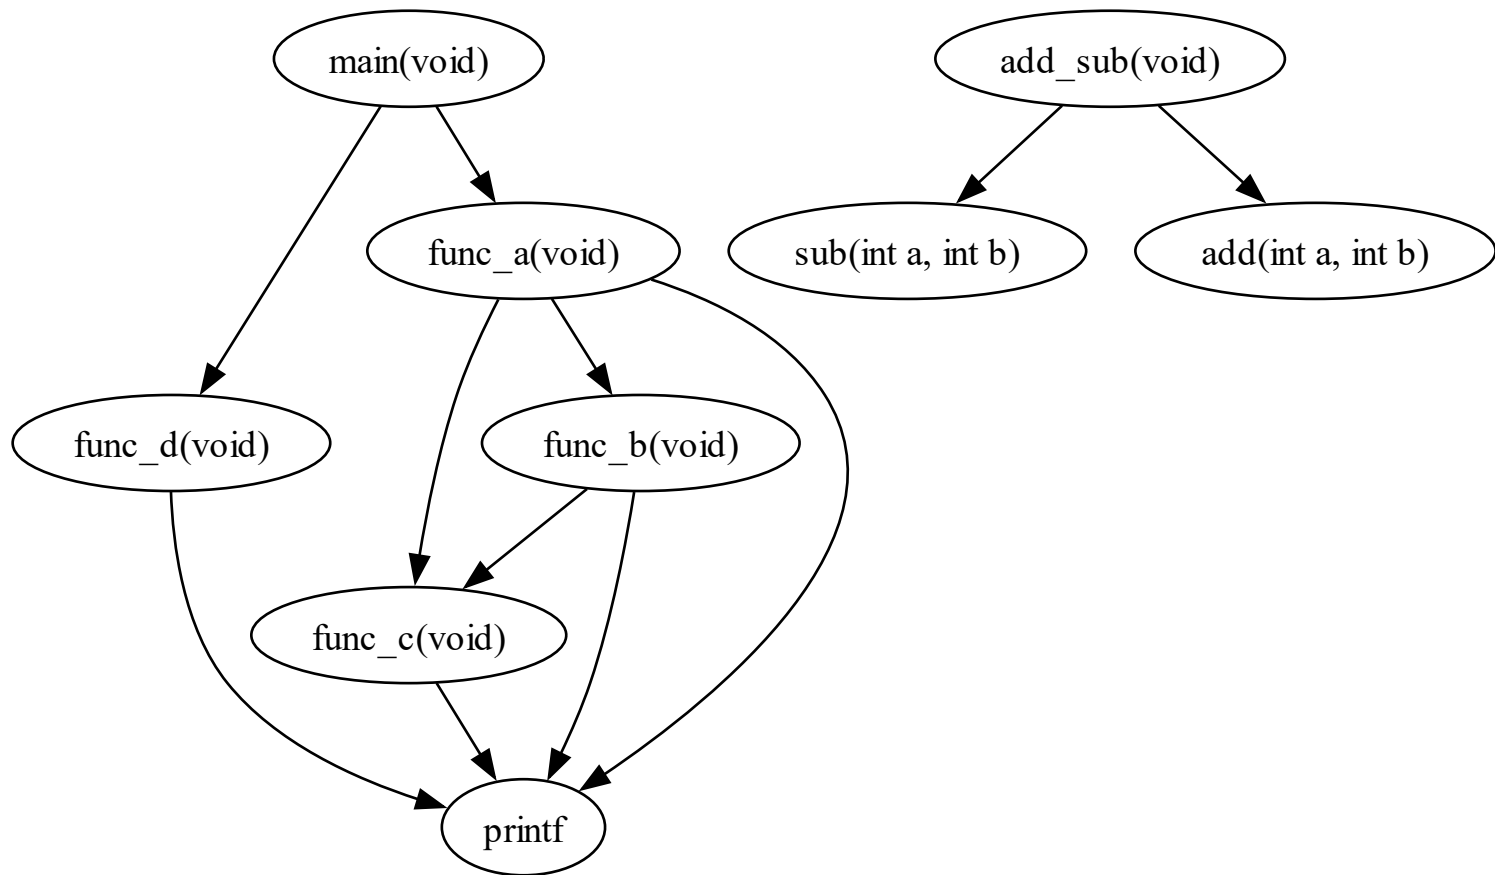 main(void)
add_sub(void)
func_a(void)
sub(int a, int b)
add(int a, int b)
func_d(void)
func_b(void)
func_c(void)
printf